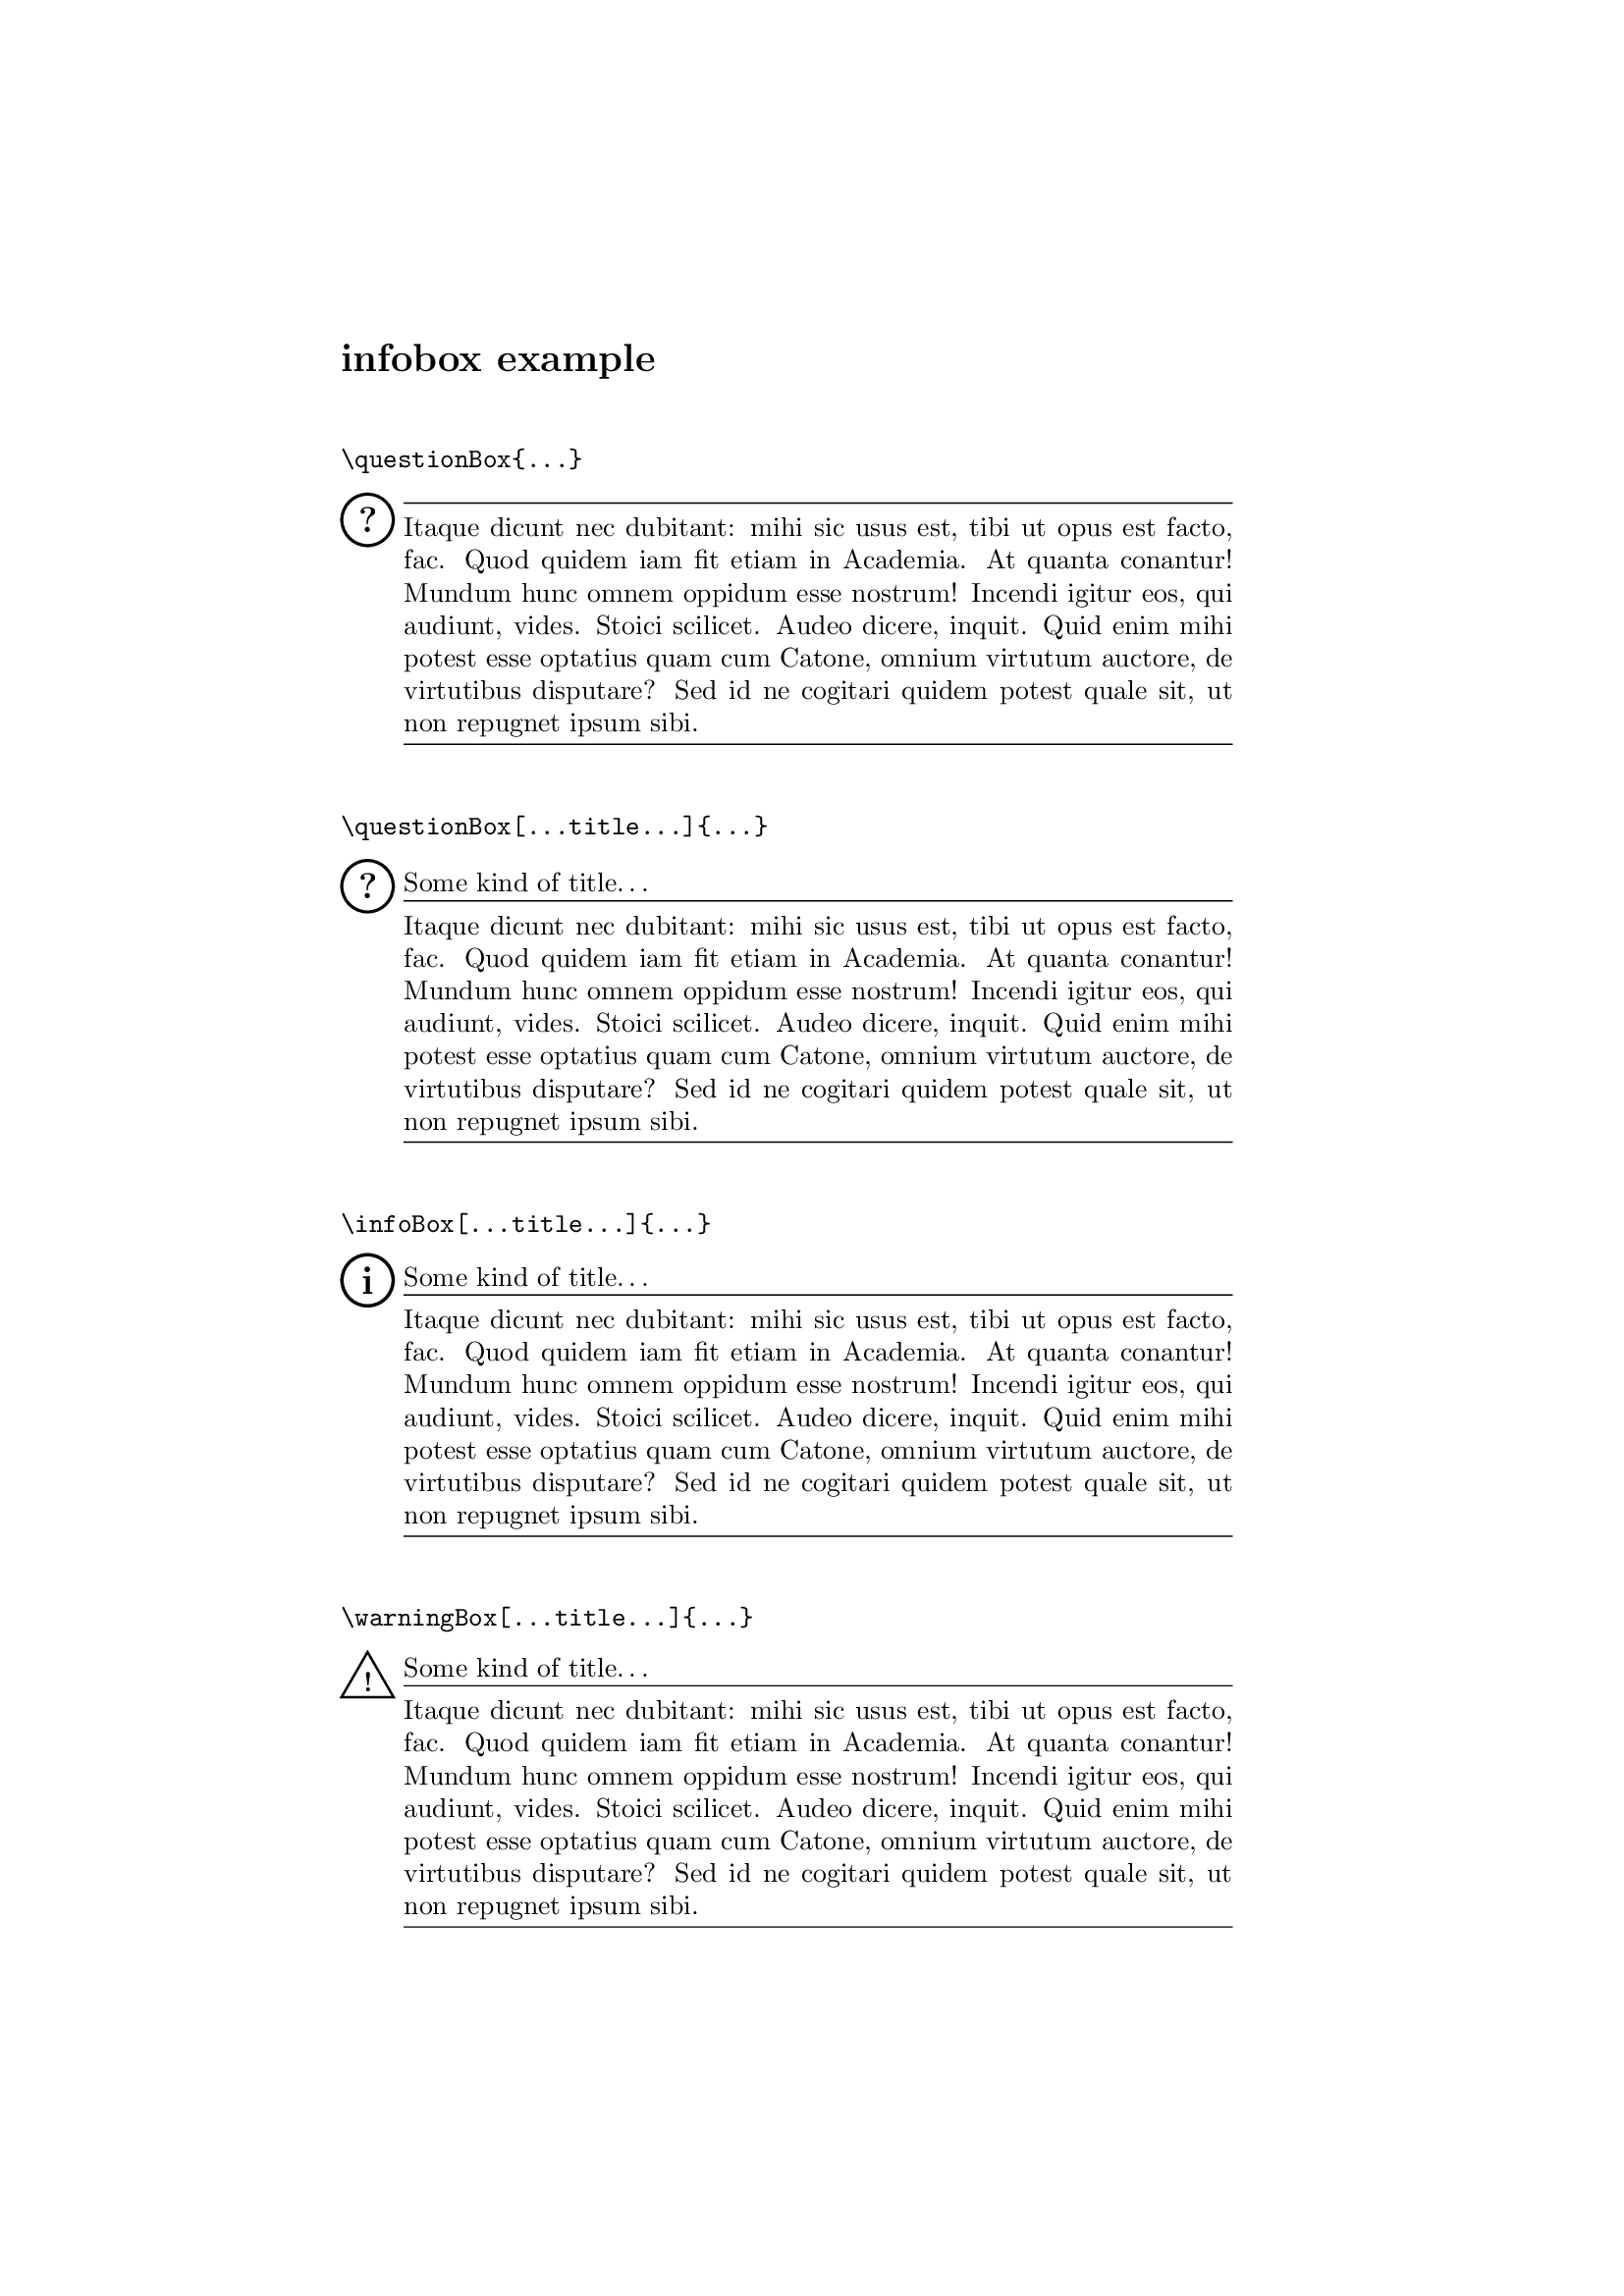 infobox example
\questionBox{...}
?
Itaque dicunt nec dubitant: mihi sic usus est, tibi ut opus est facto,
fac. Quod quidem iam fit etiam in Academia. At quanta conantur!
Mundum hunc omnem oppidum esse nostrum! Incendi igitur eos, qui
audiunt, vides. Stoici scilicet. Audeo dicere, inquit. Quid enim mihi
potest esse optatius quam cum Catone, omnium virtutum auctore, de
virtutibus disputare? Sed id ne cogitari quidem potest quale sit, ut
non repugnet ipsum sibi.
\questionBox[...title...]{...}
? Some kind of title...
Itaque dicunt nec dubitant: mihi sic usus est, tibi ut opus est facto,
fac. Quod quidem iam fit etiam in Academia. At quanta conantur!
Mundum hunc omnem oppidum esse nostrum! Incendi igitur eos, qui
audiunt, vides. Stoici scilicet. Audeo dicere, inquit. Quid enim mihi
potest esse optatius quam cum Catone, omnium virtutum auctore, de
virtutibus disputare? Sed id ne cogitari quidem potest quale sit, ut
non repugnet ipsum sibi.
\infoBox[...title...]{...}
i Some kind of title...
Itaque dicunt nec dubitant: mihi sic usus est, tibi ut opus est facto,
fac. Quod quidem iam fit etiam in Academia. At quanta conantur!
Mundum hunc omnem oppidum esse nostrum! Incendi igitur eos, qui
audiunt, vides. Stoici scilicet. Audeo dicere, inquit. Quid enim mihi
potest esse optatius quam cum Catone, omnium virtutum auctore, de
virtutibus disputare? Sed id ne cogitari quidem potest quale sit, ut
non repugnet ipsum sibi.
\warningBox[...title...]{...}
! Some kind of title...
Itaque dicunt nec dubitant: mihi sic usus est, tibi ut opus est facto,
fac. Quod quidem iam fit etiam in Academia. At quanta conantur!
Mundum hunc omnem oppidum esse nostrum! Incendi igitur eos, qui
audiunt, vides. Stoici scilicet. Audeo dicere, inquit. Quid enim mihi
potest esse optatius quam cum Catone, omnium virtutum auctore, de
virtutibus disputare? Sed id ne cogitari quidem potest quale sit, ut
non repugnet ipsum sibi.